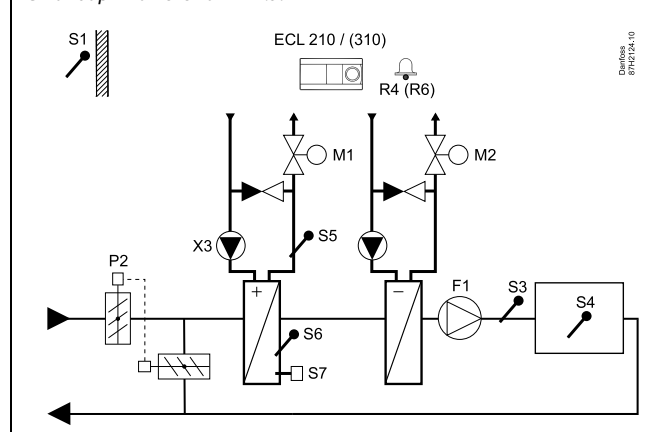 S1
ECL 210 / (310)
R4 (R6)
Danfoss
87H2124.10
M1
M2
X3
S5
P2
+
–
F1
S3
S4
S6
S7